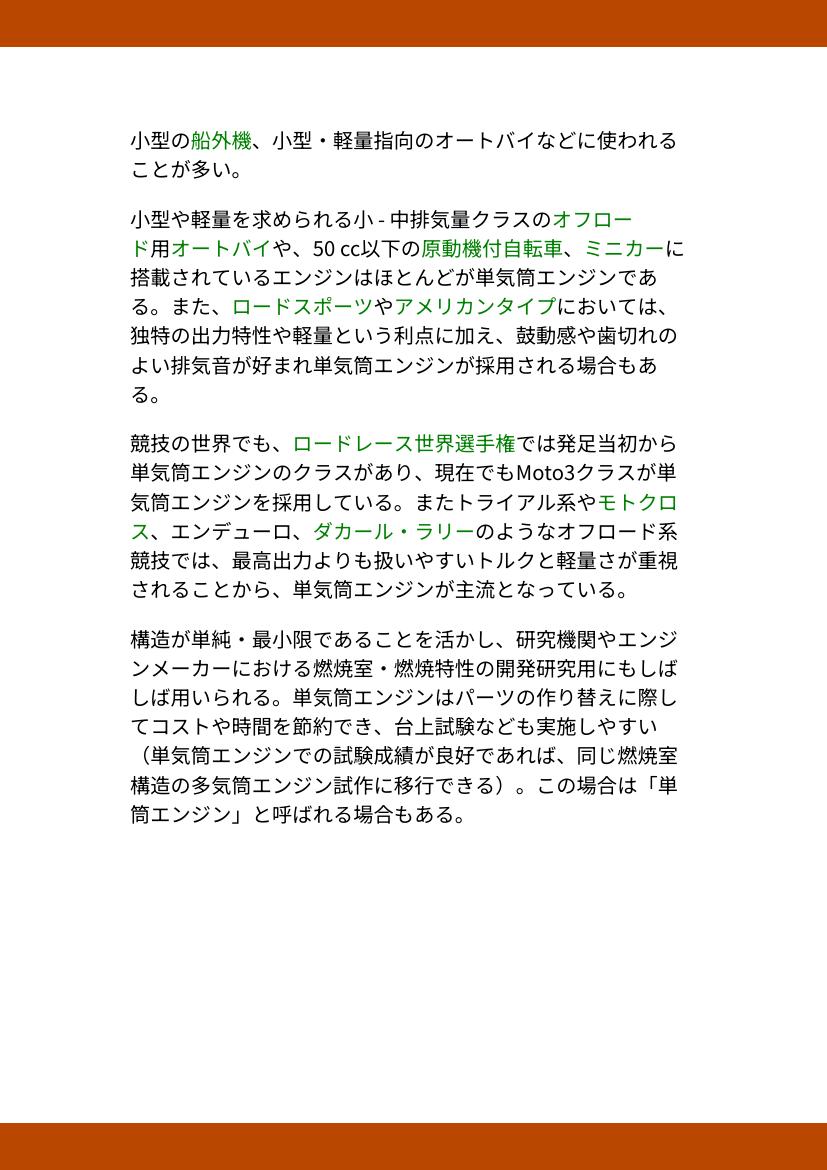 小型の船外機、小型・軽量指向のオートバイなどに使われる
ことが多い。
小型や軽量を求められる小 - 中排気量クラスのオフロー
ド用オートバイや、50 cc以下の原動機付自転車、ミニカーに
搭載されているエンジンはほとんどが単気筒エンジンであ
る。また、ロードスポーツやアメリカンタイプにおいては、
独特の出力特性や軽量という利点に加え、鼓動感や歯切れの
よい排気音が好まれ単気筒エンジンが採用される場合もあ
る。
競技の世界でも、ロードレース世界選手権では発足当初から
単気筒エンジンのクラスがあり、現在でもMoto3クラスが単
気筒エンジンを採用している。またトライアル系やモトクロ
ス、エンデューロ、ダカール・ラリーのようなオフロード系
競技では、最高出力よりも扱いやすいトルクと軽量さが重視
されることから、単気筒エンジンが主流となっている。
構造が単純・最小限であることを活かし、研究機関やエンジ
ンメーカーにおける燃焼室・燃焼特性の開発研究用にもしば
しば用いられる。単気筒エンジンはパーツの作り替えに際し
てコストや時間を節約でき、台上試験なども実施しやすい
（単気筒エンジンでの試験成績が良好であれば、同じ燃焼室
構造の多気筒エンジン試作に移行できる）。この場合は「単
筒エンジン」と呼ばれる場合もある。